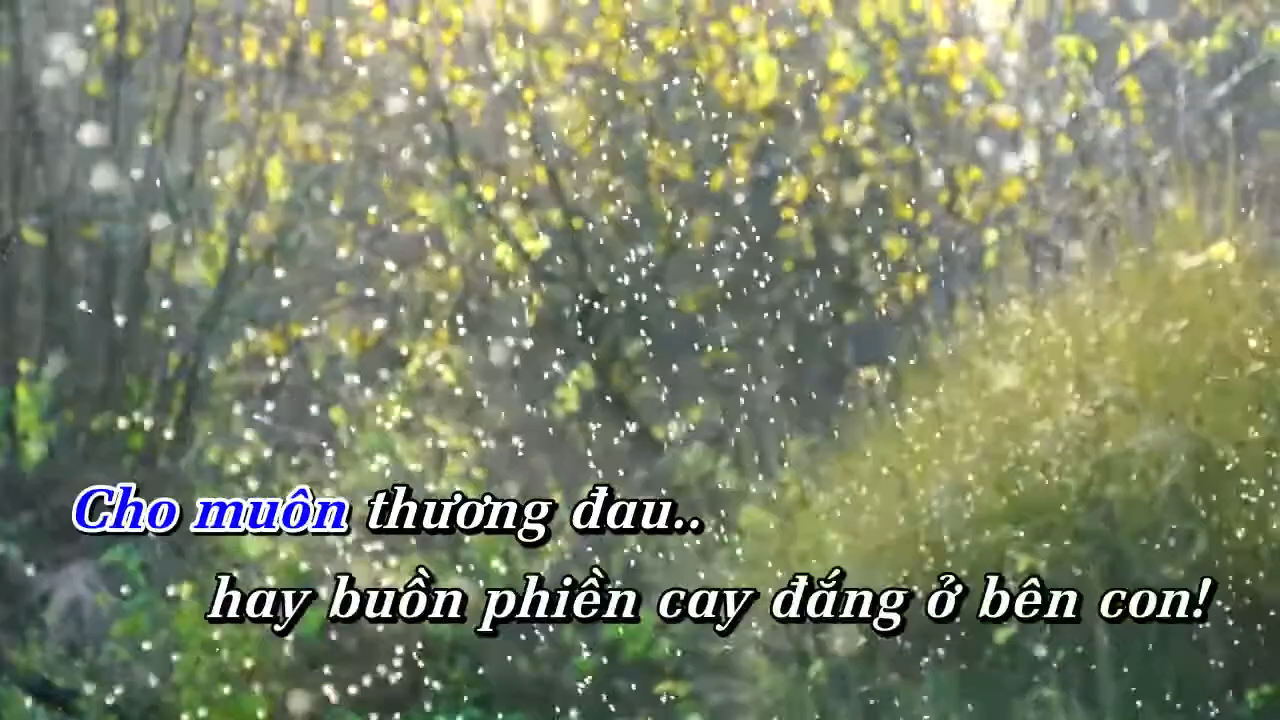 Cho muôn thương đau..
hay buồn phiền cay đắng ở bên con!